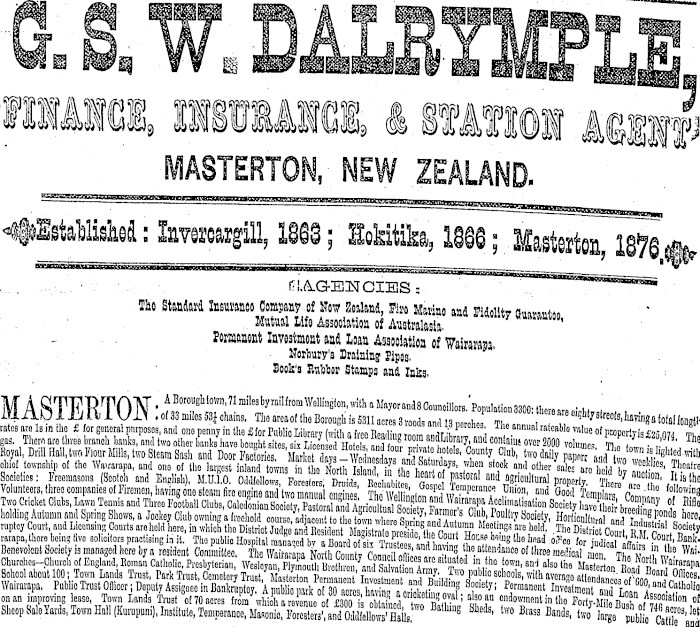 G. S. W. DALRYMPLE,
FINANCE, INSURANCE, & STATION AGENT,
MASTERTON, NEW ZEALAND.
Established : Invercargill, 1863 ; Hokitika, 1866 ; Masterton, 1876.
AGENCIES :
The Standard Insurance Company of New Zealand, Fire Marine and Fidelity Guarantee,
Mutual Life Association of Australasia.
Permanent Investment and Loan Association of Wairarapa.
Norbury's Draining Pipes.
Book's Rubber Stamps and Inks.
MASTERTON: A Borough town, 71 miles by rail from Wellington, with a Mayor and 8 Councillors. Population 3300: there are eighty streets, having a total length
of 33 miles 53½ chains. The area of the Borough is 5311 acres 3 roods and 13 perches. The annual rateable value of property is £25,074. The
rates are 1s in the £ for general purposes, and one penny in the £ for Public Library (with a free Reading room and Library, and contains over 2000 volumes. The town is lighted with
gas. There are three branch banks, and two other banks have bought sites, six Licensed Hotels, and four private hotels, County Club, two daily papers and two weeklies, Theatre
Royal, Drill Hall, two Flour Mills, two Steam Sash and Door Factories. Market days—Wednesdays and Saturdays, when stock and other sales are held by auction. It is the
chief township of the Wairarapa, and one of the largest inland towns in the North Island, in the heart of pastoral and agricultural property. There are the following
Societies: Freemasons (Scotch and English), M.U.I.O. Oddfellows, Foresters, Druids, Rechabites, Gospel Temperance Union, and Good Templars, Company of Rifle
Volunteers, three companies of Firemen, having one steam fire engine and two manual engines. The Wellington and Wairarapa Acclimatisation Society have their breeding ponds here,
Two Cricket Clubs, Lawn Tennis and Three Football Clubs, Caledonian Society, Pastoral and Agricultural Society, Farmer's Club, Poultry Society, Horticultural and Industrial Society
holding Autumn and Spring Shows, a Jockey Club owning a freehold course, adjacent to the town where Spring and Autumn Meetings are held. The District Court, R.M. Court, Bank-
ruptcy Court, and Licensing Courts are held here, in which the District Judge and Resident Magistrate preside, the Court House being the head office for judicial affairs in the Wai-
rarapa, there being five solicitors practising in it. The public Hospital managed by a Board of six Trustees, and having the attendance of three medical men. The North Wairarapa
Benevolent Society is managed here by a resident Committee. The Wairarapa North County Council offices are situated in the town, and also the Masterton Road Board Offices,
Churches—Church of England, Roman Catholic, Presbyterian, Wesleyan, Plymouth Brethren, and Salvation Army. Two public schools, with average attendances of 600, and Catholic
School about 100; Town Lands Trust, Park Trust, Cemetery Trust, Masterton Permanent Investment and Building Society; Permanent Investment and Loan Association of
Wairarapa. Public Trust Officer; Deputy Assignee in Bankruptcy. A public park of 30 acres, having a cricketing oval; also an endowment in the Forty-Mile Bush of 746 acres, let
on an improving lease, Town Lands Trust of 70 acres from which a revenue of £300 is obtained, two Bathing Sheds, two Brass Bands, two large public Cattle and
Sheep Sale Yards, Town Hall (Kurupuni), Institute, Temperance, Masonic, Foresters', and Oddfellows' Halls.